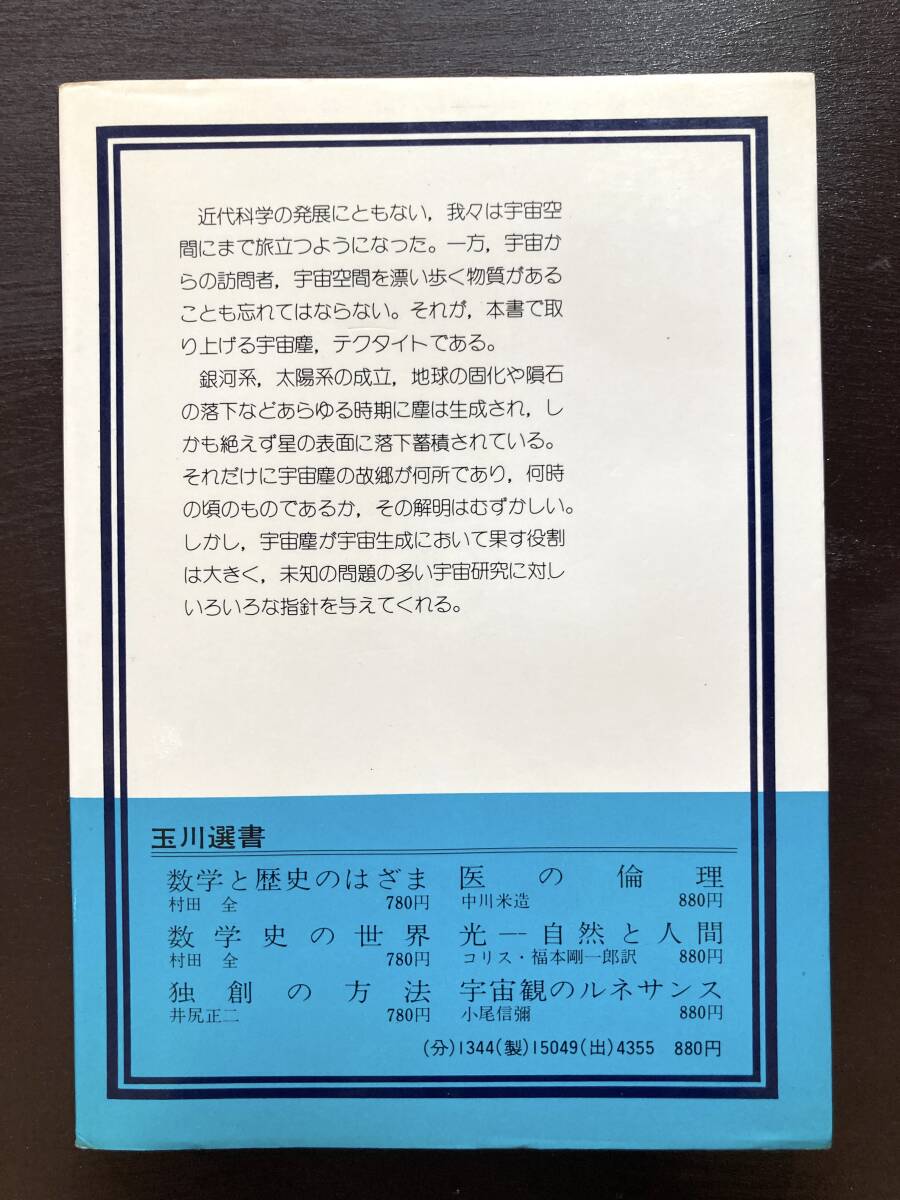 近代科学の発展にともない，我々は宇宙空
間にまで旅立つようになった。一方，宇宙か
らの訪問者，宇宙空間を漂い歩く物質がある
ことも忘れてはならない。それが，本書で取
り上げる宇宙塵，テクタイトである。
銀河系，太陽系の成立，地球の固化や隕石
の落下などあらゆる時期に塵は生成され，し
かも絶えず星の表面に落下蓄積されている。
それだけに宇宙塵の故郷が何所であり，何時
の頃のものであるか，その解明はむずかしい。
しかし，宇宙塵が宇宙生成において果す役割
は大きく，未知の問題の多い宇宙研究に対し
いろいろな指針を与えてくれる。
玉川選書
数学と歴史のはざま
村田 全 780円
数学史の世界
村田 全 780円
独創の方法
井尻正二 780円
医の倫理
中川米造 880円
光―自然と人間
コリス・福本剛一郎訳 880円
宇宙観のルネサンス
小尾信彌 880円
(分)1344(製)15049(出)4355 880円